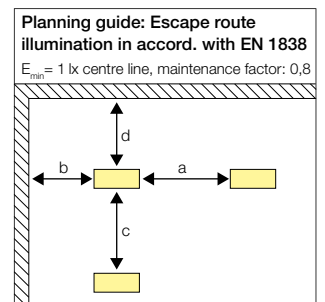 Planning guide: Escape route
illumination in accord. with EN 1838
Emin= 1 lx centre line, maintenance factor: 0,8
d
b
a
c